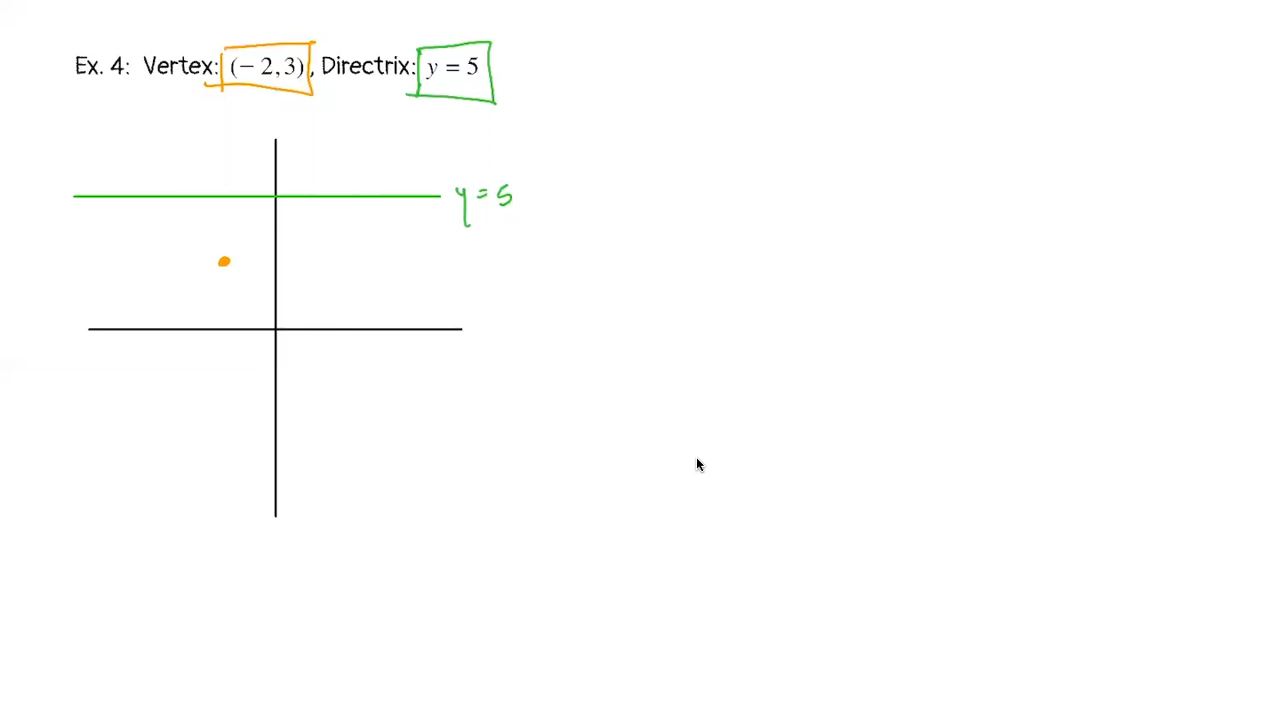 Ex. 4: Vertex: (− 2, 3), Directrix: y = 5
y = 5